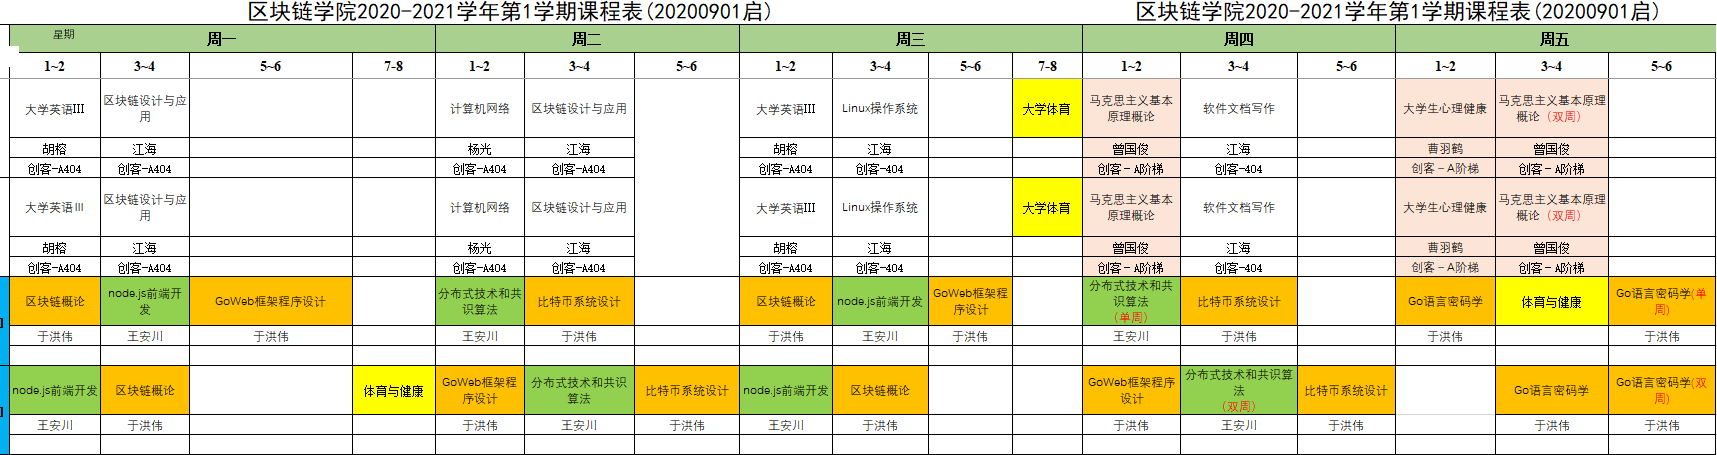 区块链学院2020-2021学年第1学期课程表(20200901启) 区块链学院2020-2021学年第1学期课程表(20200901启)
星期 周一 周二 周三 周四 周五
1~2 3~4 5~6 7-8 1~2 3~4 5~6 1~2 3~4 5~6 7-8 1~2 3~4 5~6 1~2 3~4 5~6
大学英语III 区块链设计与应用 计算机网络 区块链设计与应用 大学英语III Linux操作系统 大学体育 马克思主义基本原理概论 软件文档写作 大学生心理健康 马克思主义基本原理概论（双周）
胡榕 江海 杨光 江海 胡榕 江海 曾国俊 江海 曹羽鹤 曾国俊
创客-A404 创客-A404 创客-A404 创客-A404 创客-A404 创客-A404 创客－A阶梯 创客-404 创客－A阶梯 创客－A阶梯
大学英语Ⅲ 区块链设计与应用 计算机网络 区块链设计与应用 大学英语III Linux操作系统 大学体育 马克思主义基本原理概论 软件文档写作 大学生心理健康 马克思主义基本原理概论（双周）
胡榕 江海 杨光 江海 胡榕 江海 曾国俊 江海 曹羽鹤 曾国俊
创客-A404 创客-A404 创客-A404 创客-A404 创客-A404 创客-404 创客－A阶梯 创客-404 创客－A阶梯 创客－A阶梯
区块链概论 node.js前端开发 GoWeb框架程序设计 分布式技术和共识算法 比特币系统设计 区块链概论 node.js前端开发 GoWeb框架程序设计 分布式技术和共识算法（单周） 比特币系统设计 Go语言密码学 体育与健康 Go语言密码学(单周)
于洪伟 王安川 于洪伟 王安川 于洪伟 于洪伟 王安川 于洪伟 王安川 于洪伟 于洪伟 于洪伟
node.js前端开发 区块链概论 体育与健康 GoWeb框架程序设计 分布式技术和共识算法 比特币系统设计 node.js前端开发 区块链概论 GoWeb框架程序设计 分布式技术和共识算法（双周） 比特币系统设计 Go语言密码学 Go语言密码学(双周)
王安川 于洪伟 于洪伟 王安川 于洪伟 王安川 于洪伟 于洪伟 王安川 于洪伟 于洪伟 于洪伟